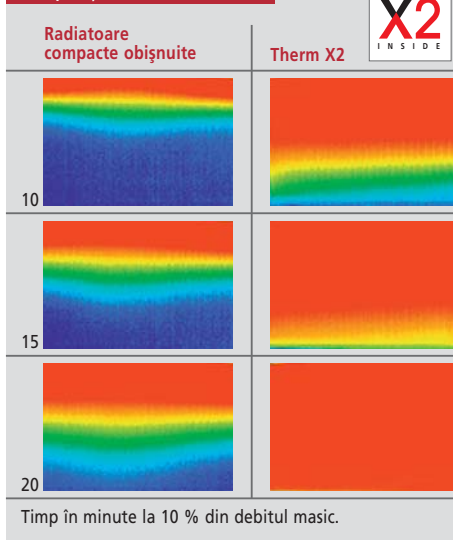 X2
INSIDE
Radiatoare
compacte obişnuite
Therm X2
10
15
20
Timp în minute la 10 % din debitul masic.